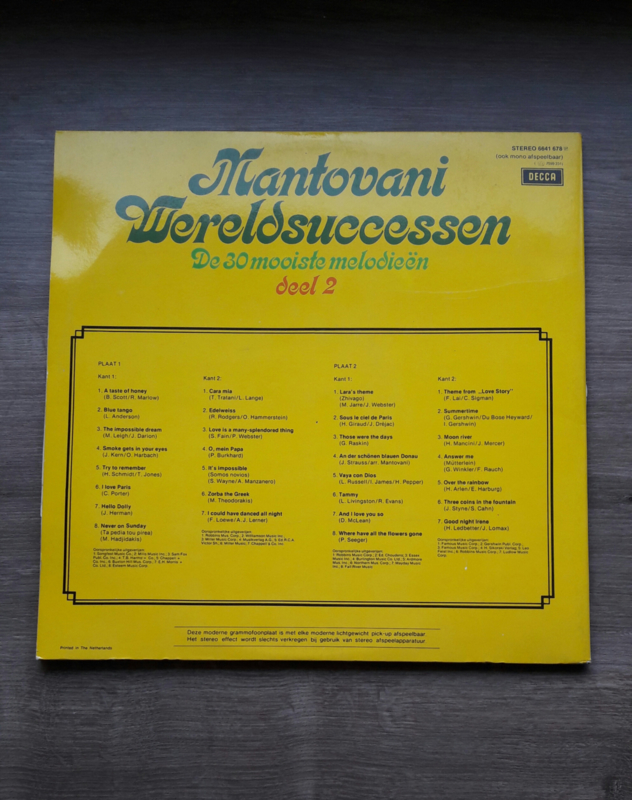 STEREO 6641 679
(ook mono afspeelbaar)
DECCA
Mantovani
Wereldsuccessen
De 30 mooiste melodieën
deel 2
PLAAT 1
Kant 1:
1. A taste of honey
(B. Scott/R. Marlow)
2. Blue tango
(L. Anderson)
3. The impossible dream
(M. Leigh/J. Darion)
4. Smoke gets in your eyes
(J. Kern/O. Harbach)
5. Try to remember
(H. Schmidt/T. Jones)
6. I love Paris
(C. Porter)
7. Hello Dolly
(J. Herman)
8. Never on Sunday
(Ta pedia tou pirea)
(M. Hadjidakis)
Oorspronkelijke uitgeverijen:
Kant 2:
1. Cara mia
(T. Trapani/L. Lange)
2. Edelweiss
(R. Rodgers/O. Hammerstein)
3. Love is a many-splendored thing
(S. Fain/P. Webster)
4. O, mein Papa
(P. Burkhard)
5. It's impossible
(Somos novios)
(S. Wayne/A. Manzanero)
6. Zorba the Greek
(M. Theodorakis)
7. I could have danced all night
(F. Loewe/A.J. Lerner)
Oorspronkelijke uitgeverijen:
PLAAT 2
Kant 1:
1. Lara's theme
(Zhivago)
(M. Jarre/J. Webster)
2. Sous le ciel de Paris
(H. Giraud/J. Dréjac)
3. Those were the days
(G. Raskin)
4. An der schönen blauen Donau
(J. Strauss/arr. Mantovani)
5. Vaya con Dios
(L. Russell/I. James/H. Pepper)
6. Tammy
(L. Livingston/R. Evans)
7. And I love you so
(D. McLean)
8. Where have all the flowers gone
(P. Seeger)
Oorspronkelijke uitgeverijen:
Kant 2:
1. Theme from „Love Story"
(F. Lai/C. Sigman)
2. Summertime
(G. Gershwin/Du Bose Heyward/
I. Gershwin)
3. Moon river
(H. Mancini/J. Mercer)
4. Answer me
(Mütterlein)
(G. Winkler/F. Rauch)
5. Over the rainbow
(H. Arlen/E. Harburg)
6. Three coins in the fountain
(J. Styne/S. Cahn)
7. Good night Irene
(H. Ledbetter/J. Lomax)
Oorspronkelijke uitgeverijen:
Deze moderne grammofoonplaat is met elke moderne lichtgewicht pick-up afspeelbaar
Het stereo effect wordt slechts verkregen bij gebruik van stereo afspeelapparatuur
Printed in The Netherlands